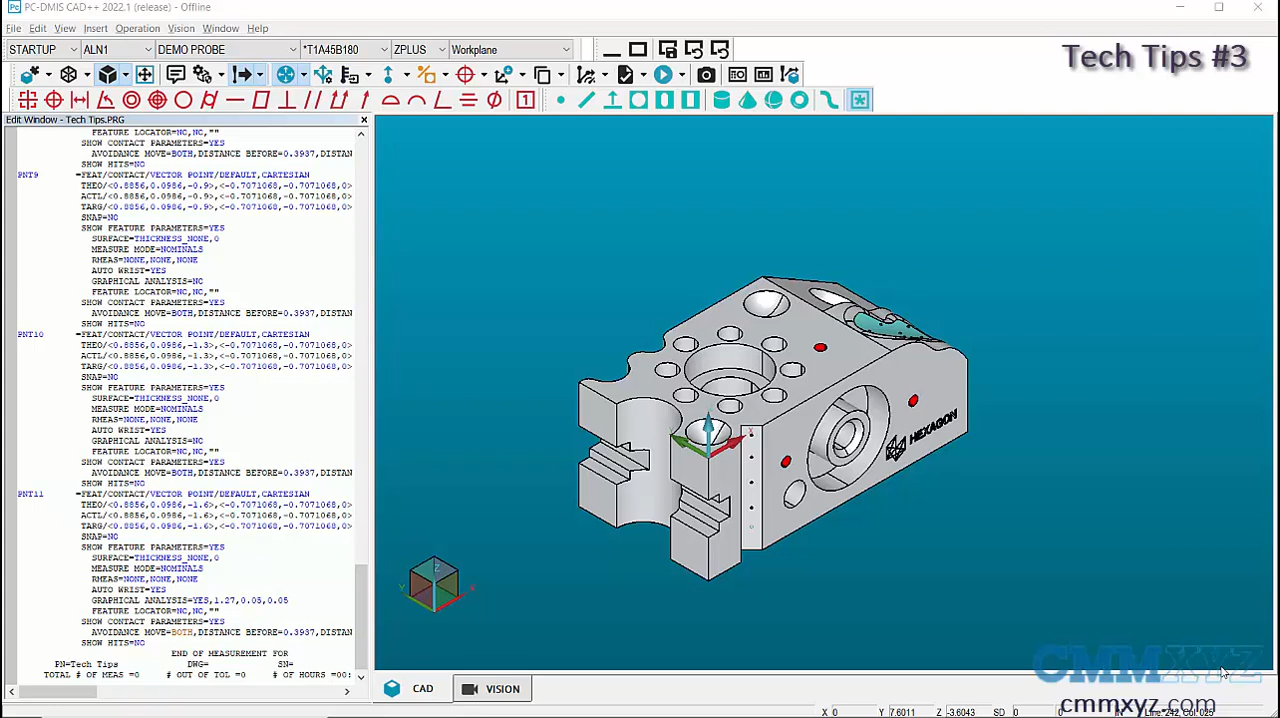 PC-DMIS CAD++ 2022.1 (release) - Offline
File Edit View Insert Operation Vision Window Help
Tech Tips #3
STARTUP ALN1 DEMO PROBE *T1A45B180 ZPLUS Workplane
1
Edit Window - Tech Tips.PRG
FEATURE LOCATOR=NO,NO,""
SHOW CONTACT PARAMETERS=YES
AVOIDANCE MOVE=BOTH,DISTANCE BEFORE=0.3937,DISTAN
SHOW HITS=NO
PNT9 =FEAT/CONTACT/VECTOR POINT/DEFAULT,CARTESIAN
THEO/<0.8856,0.0986,-0.9>,<-0.7071068,-0.7071068,0>
ACTL/<0.8856,0.0986,-0.9>,<-0.7071068,-0.7071068,0>
TARG/<0.8856,0.0986,-0.9>,<-0.7071068,-0.7071068,0>
SNAP=NO
SHOW FEATURE PARAMETERS=YES
SURFACE=THICKNESS_NONE,0
MEASURE MODE=NOMINALS
RMEAS=NONE,NONE,NONE
AUTO WRIST=YES
GRAPHICAL ANALYSIS=NO
FEATURE LOCATOR=NO,NO,""
SHOW CONTACT PARAMETERS=YES
AVOIDANCE MOVE=BOTH,DISTANCE BEFORE=0.3937,DISTAN
SHOW HITS=NO
PNT10 =FEAT/CONTACT/VECTOR POINT/DEFAULT,CARTESIAN
THEO/<0.8856,0.0986,-1.3>,<-0.7071068,-0.7071068,0>
ACTL/<0.8856,0.0986,-1.3>,<-0.7071068,-0.7071068,0>
TARG/<0.8856,0.0986,-1.3>,<-0.7071068,-0.7071068,0>
SNAP=NO
SHOW FEATURE PARAMETERS=YES
SURFACE=THICKNESS_NONE,0
MEASURE MODE=NOMINALS
RMEAS=NONE,NONE,NONE
AUTO WRIST=YES
GRAPHICAL ANALYSIS=NO
FEATURE LOCATOR=NO,NO,""
SHOW CONTACT PARAMETERS=YES
AVOIDANCE MOVE=BOTH,DISTANCE BEFORE=0.3937,DISTAN
SHOW HITS=NO
PNT11 =FEAT/CONTACT/VECTOR POINT/DEFAULT,CARTESIAN
THEO/<0.8856,0.0986,-1.6>,<-0.7071068,-0.7071068,0>
ACTL/<0.8856,0.0986,-1.6>,<-0.7071068,-0.7071068,0>
TARG/<0.8856,0.0986,-1.6>,<-0.7071068,-0.7071068,0>
SNAP=NO
SHOW FEATURE PARAMETERS=YES
SURFACE=THICKNESS_NONE,0
MEASURE MODE=NOMINALS
RMEAS=NONE,NONE,NONE
AUTO WRIST=YES
GRAPHICAL ANALYSIS=YES,1.27,0.05,0.05
FEATURE LOCATOR=NO,NO,""
SHOW CONTACT PARAMETERS=YES
AVOIDANCE MOVE=BOTH,DISTANCE BEFORE=0.3937,DISTAN
SHOW HITS=NO
END OF MEASUREMENT FOR
PN=Tech Tips DWG= SN=
TOTAL # OF MEAS =0 # OUT OF TOL =0 # OF HOURS =00:
HEXAGON
Z
Y X
CMMXYZ
cmmxyz.com
CAD VISION
X 0 Y 7.6011 Z -3.6043 SD 0 0 Line: 242, Col: 025